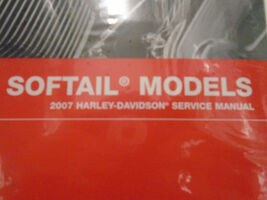 SOFTAIL® MODELS
2007 HARLEY-DAVIDSON® SERVICE MANUAL